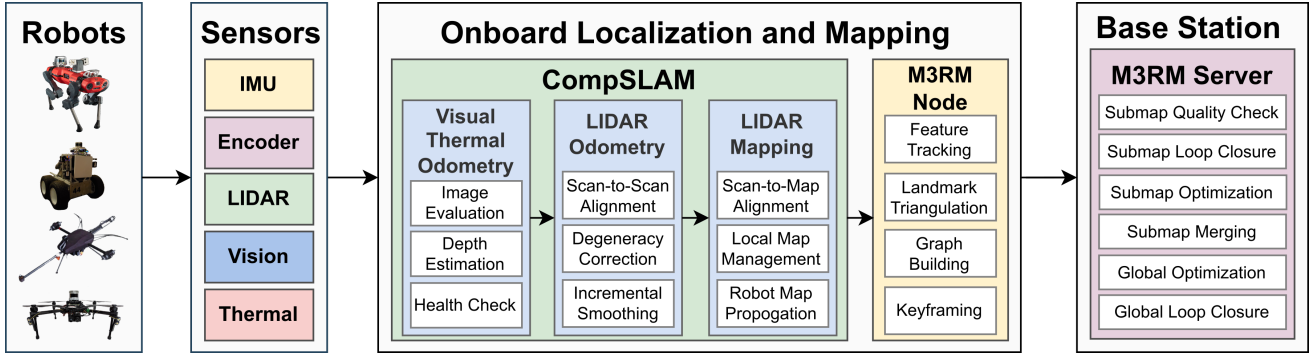 Robots
Sensors
IMU
Encoder
LIDAR
Vision
Thermal
Onboard Localization and Mapping
CompSLAM
Visual
Thermal
Odometry
Image
Evaluation
Depth
Estimation
Health Check
LIDAR
Odometry
Scan-to-Scan
Alignment
Degeneracy
Correction
Incremental
Smoothing
LIDAR
Mapping
Scan-to-Map
Alignment
Local Map
Management
Robot Map
Propogation
M3RM
Node
Feature
Tracking
Landmark
Triangulation
Graph
Building
Keyframing
Base Station
M3RM Server
Submap Quality Check
Submap Loop Closure
Submap Optimization
Submap Merging
Global Optimization
Global Loop Closure